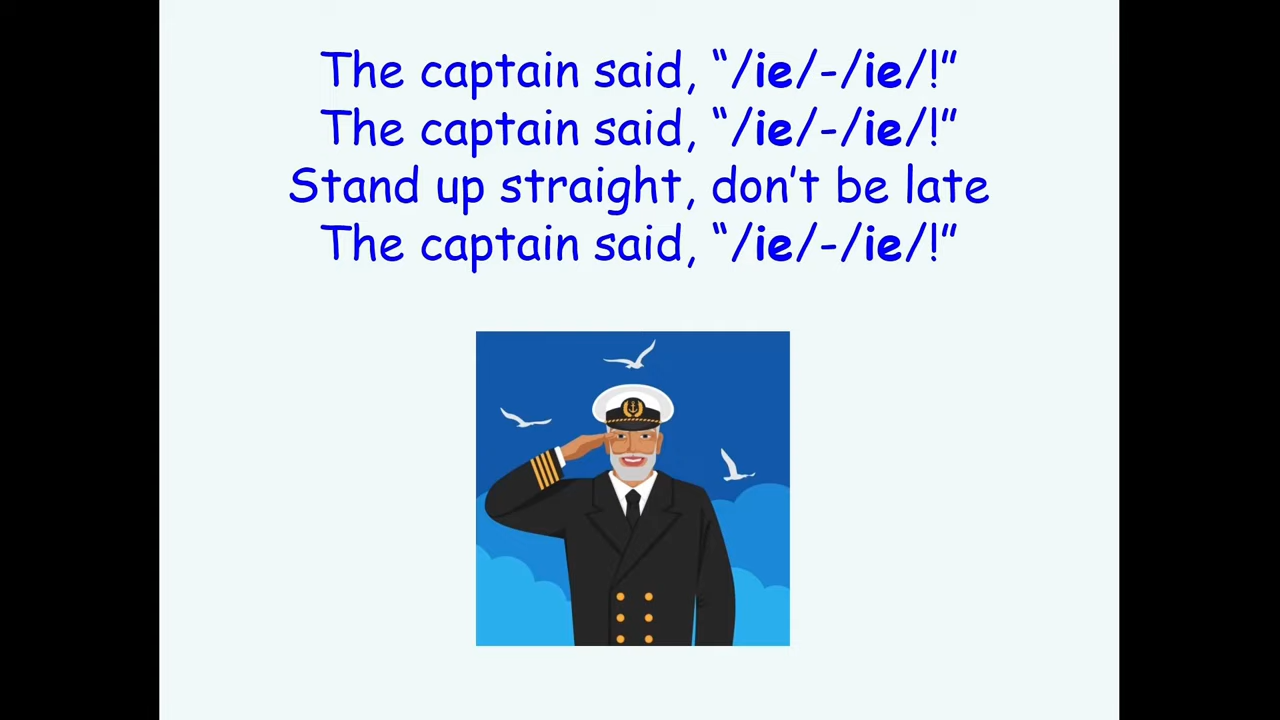 The captain said, “/ie/-/ie/!”
The captain said, “/ie/-/ie/!”
Stand up straight, don’t be late
The captain said, “/ie/-/ie/!”